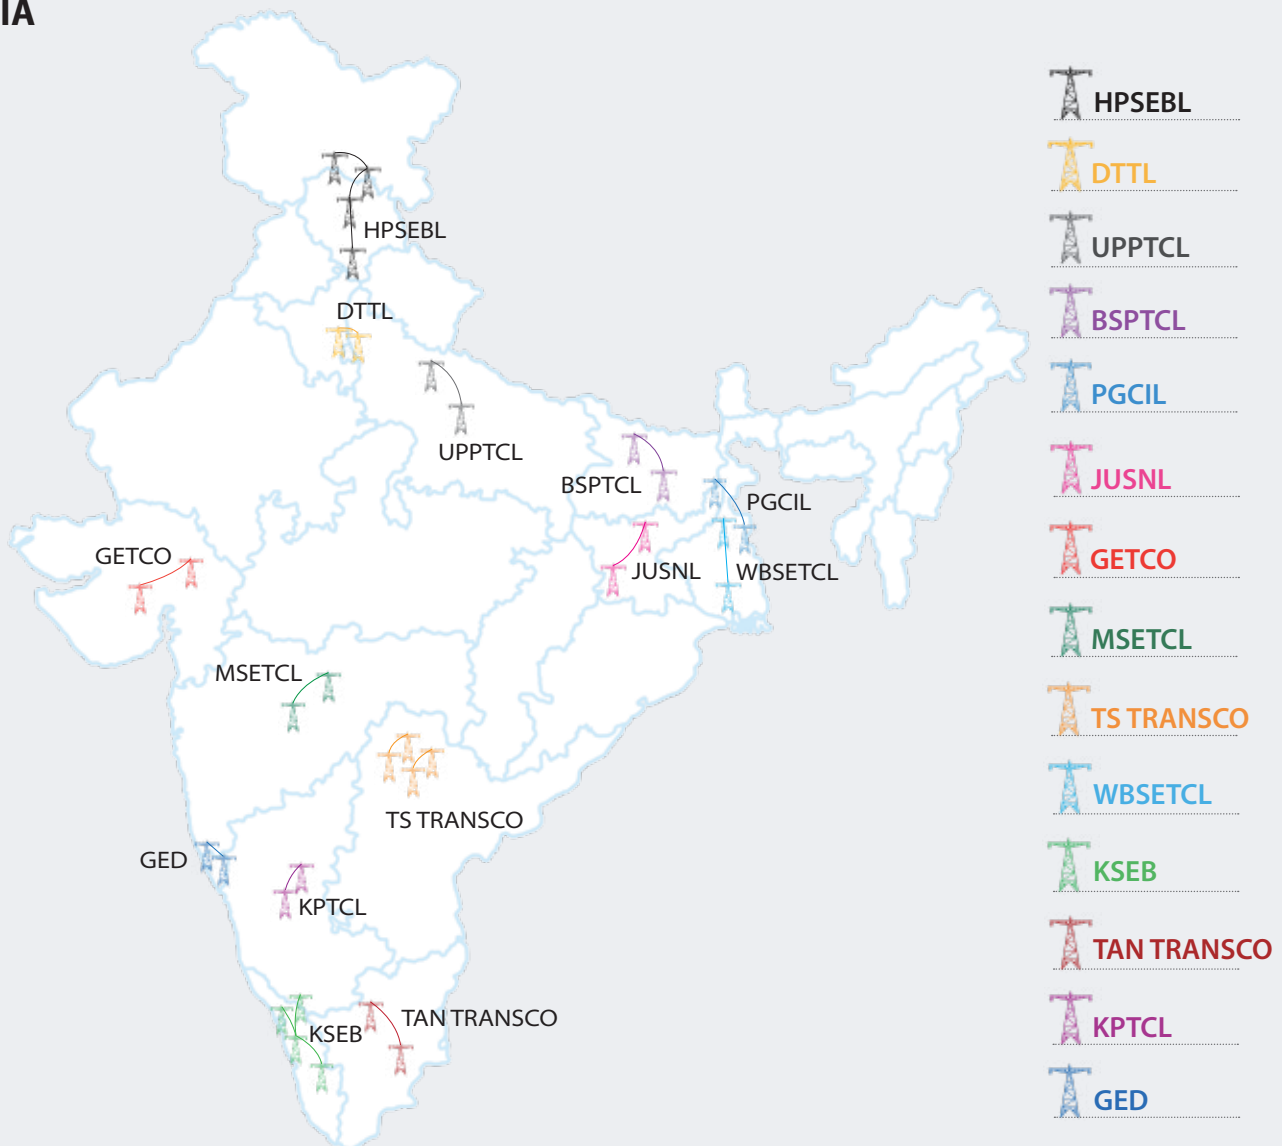 IA
HPSEBL
DTTL
UPPTCL
BSPTCL
PGCIL
GETCO
JUSNL
WBSETCL
MSETCL
TS TRANSCO
GED
KPTCL
TAN TRANSCO
KSEB
HPSEBL
DTTL
UPPTCL
BSPTCL
PGCIL
JUSNL
GETCO
MSETCL
TS TRANSCO
WBSETCL
KSEB
TAN TRANSCO
KPTCL
GED